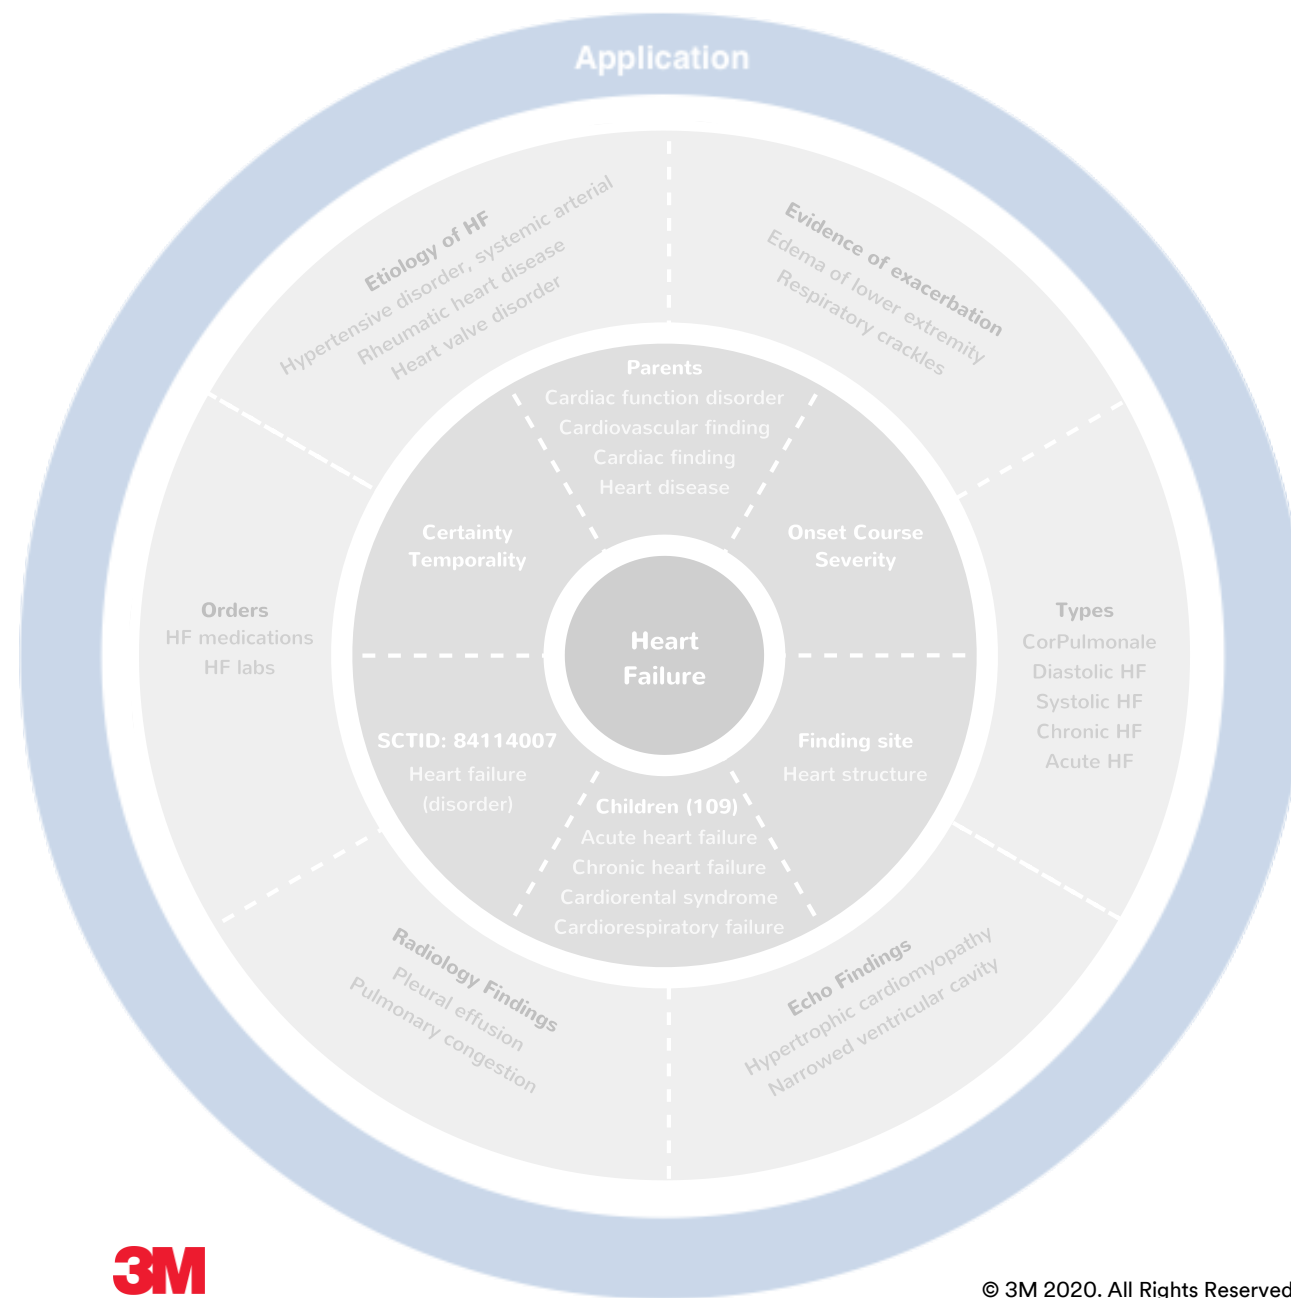 Application
Etiology of HF
Hypertensive disorder, systemic arterial
Rheumatic heart disease
Heart valve disorder
Evidence of exacerbation
Edema of lower extremity
Respiratory crackles
Parents
Cardiac function disorder
Cardiovascular finding
Cardiac finding
Heart disease
Certainty
Temporality
Onset Course
Severity
Orders
HF medications
HF labs
Heart
Failure
Types
CorPulmonale
Diastolic HF
Systolic HF
Chronic HF
Acute HF
SCTID: 84114007
Heart failure
(disorder)
Finding site
Heart structure
Children (109)
Acute heart failure
Chronic heart failure
Cardiorental syndrome
Cardiorespiratory failure
Radiology Findings
Pleural effusion
Pulmonary congestion
Echo Findings
Hypertrophic cardiomyopathy
Narrowed ventricular cavity
3M
© 3M 2020. All Rights Reserved